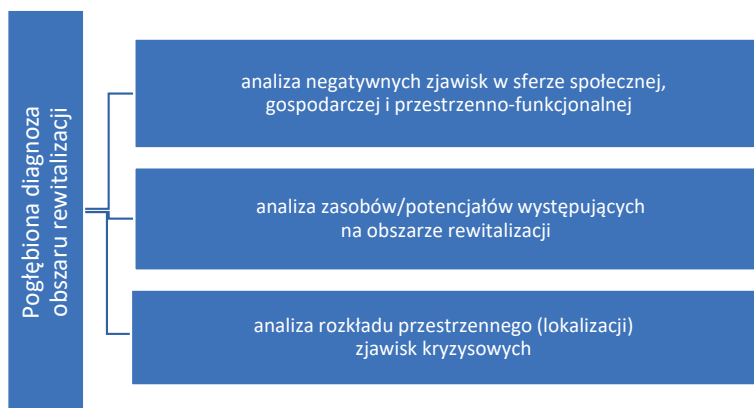 Pogłębiona diagnoza
obszaru rewitalizacji
analiza negatywnych zjawisk w sferze społecznej,
gospodarczej i przestrzenno-funkcjonalnej
analiza zasobów/potencjałów występujących
na obszarze rewitalizacji
analiza rozkładu przestrzennego (lokalizacji)
zjawisk kryzysowych